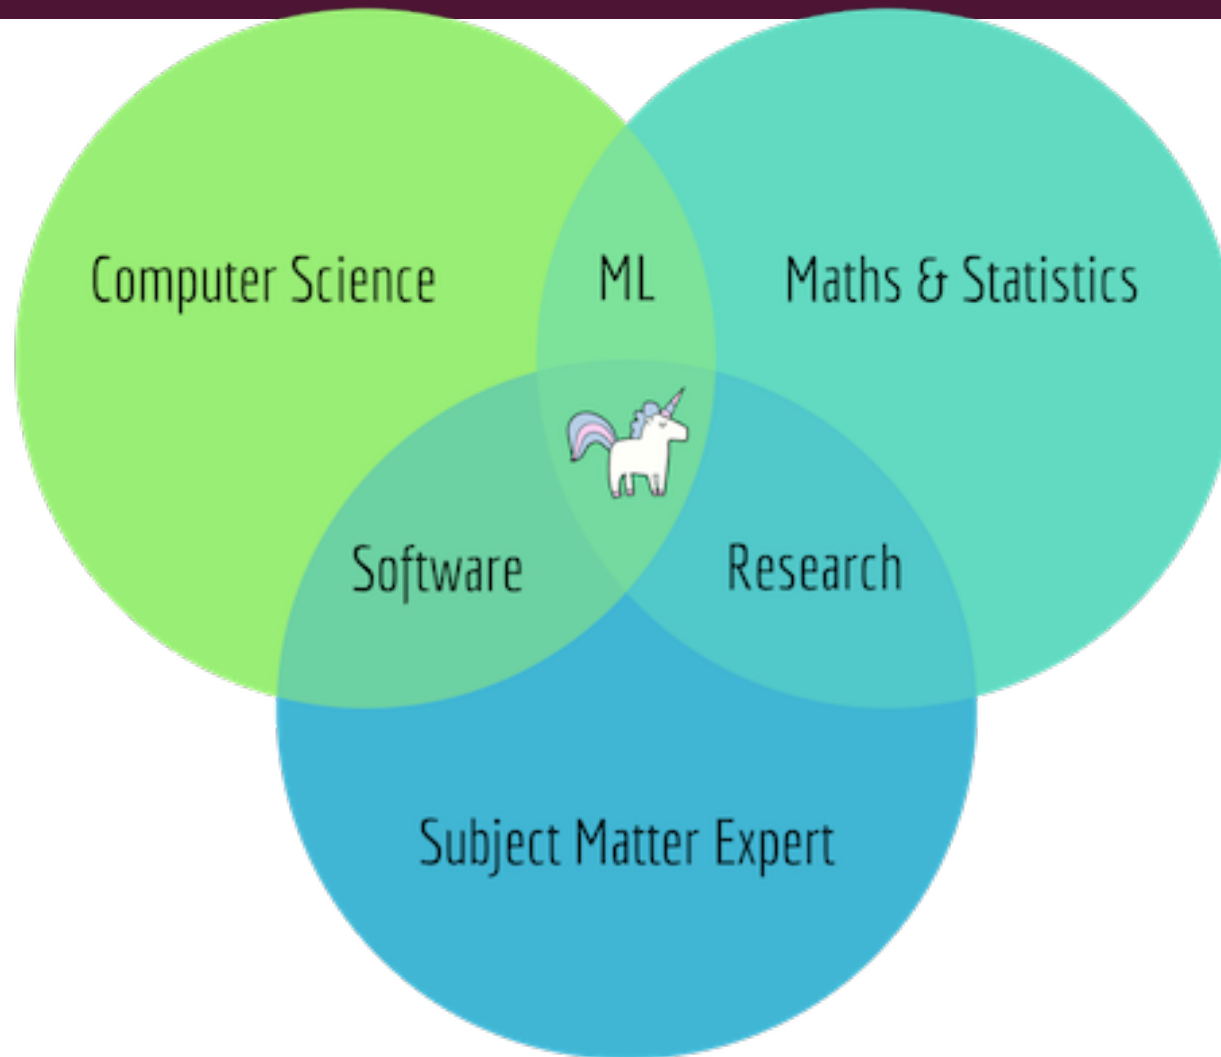 Computer Science
ML
Maths & Statistics
Software
Research
Subject Matter Expert